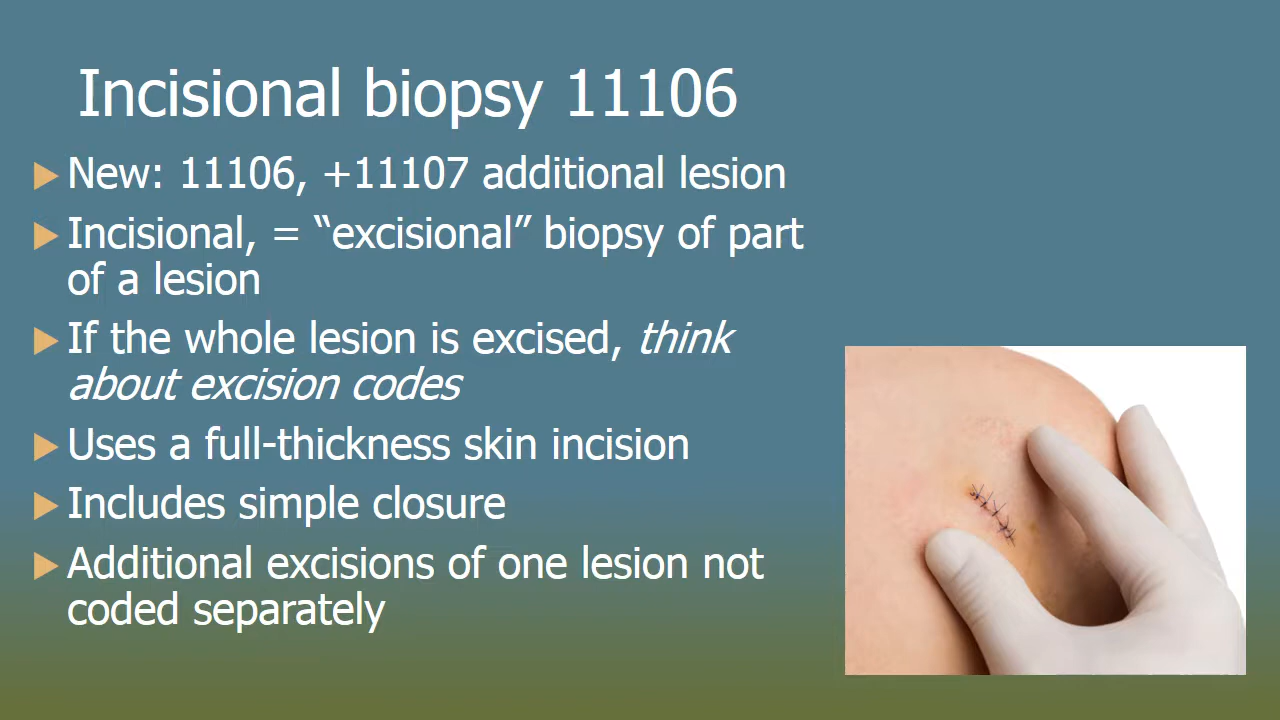 Incisional biopsy 11106
New: 11106, +11107 additional lesion
Incisional, = “excisional” biopsy of part
of a lesion
If the whole lesion is excised, think
about excision codes
Uses a full-thickness skin incision
Includes simple closure
Additional excisions of one lesion not
coded separately